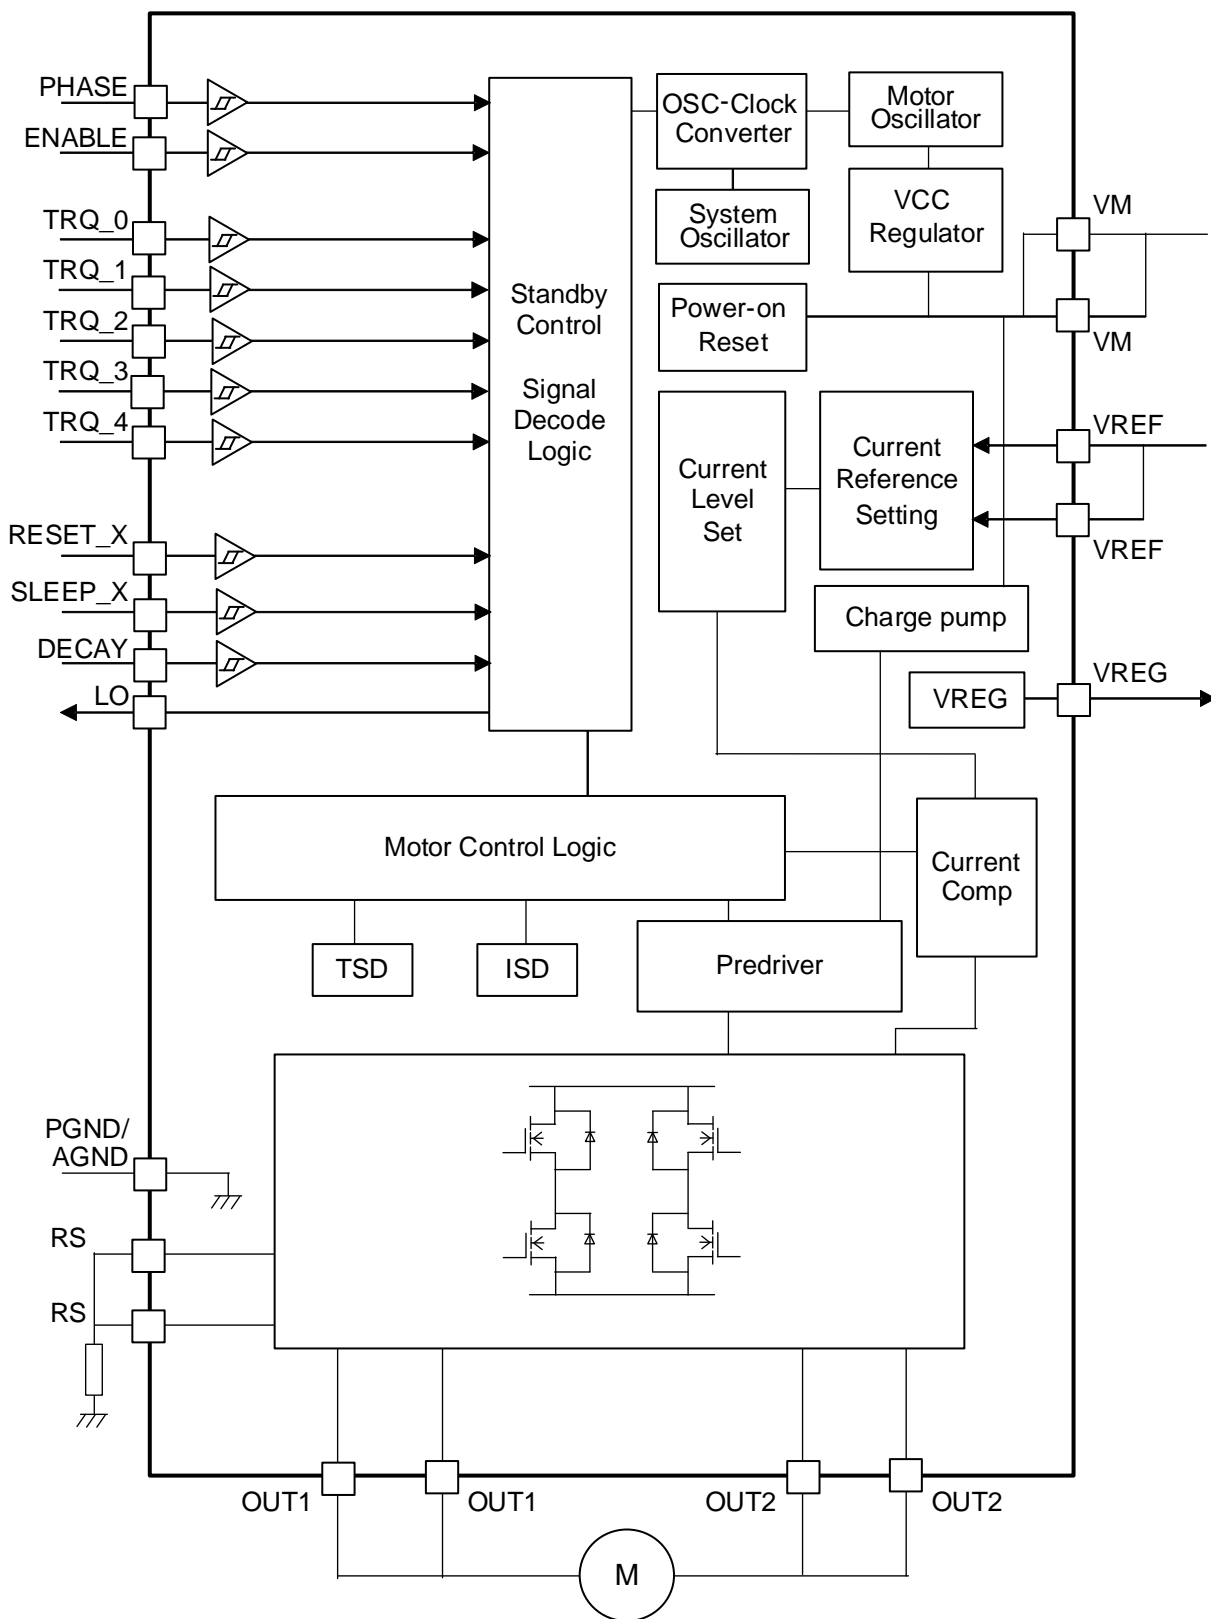 PHASE
ENABLE
TRQ_0
TRQ_1
TRQ_2
TRQ_3
TRQ_4
RESET_X
SLEEP_X
DECAY
LO
Standby
Control
Signal
Decode
Logic
OSC-Clock
Converter
Motor
Oscillator
System
Oscillator
VCC
Regulator
Power-on
Reset
VM
VM
Current
Level
Set
Current
Reference
Setting
VREF
VREF
Charge pump
VREG
VREG
Motor Control Logic
Current
Comp
TSD
ISD
Predriver
PGND/
AGND
RS
RS
OUT1
OUT1
OUT2
OUT2
M